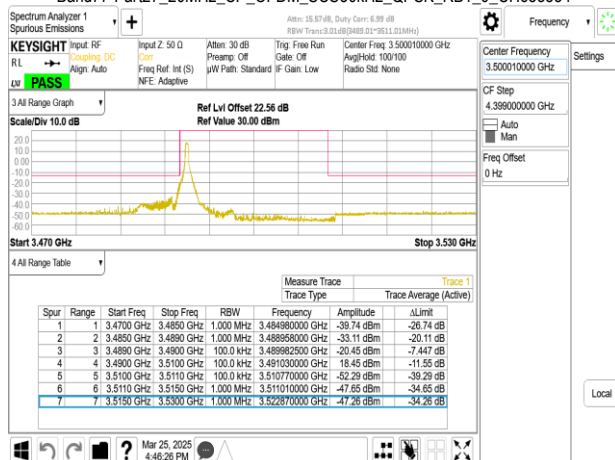 Spectrum Analyzer 1
Spurious Emissions
Attn: 15.57dB, Duty Corr: 6.99 dB
RBW Trans:3.01dB(3489.01~3511.01MHz)
Frequency
KEYSIGHT Input: RF Input Z: 50 Ω Atten: 30 dB Trig: Free Run Center Freq: 3.500010000 GHz
RL Coupling: DC Corr Preamp: Off Gate: Off Avg|Hold: 100/100
Align: Auto Freq Ref: Int (S) µW Path: Standard IF Gain: Low Radio Std: None
NFE: Adaptive
PASS
Center Frequency
3.500010000 GHz
Settings
CF Step
4.399000000 GHz
Auto
Man
Freq Offset
0 Hz
3 All Range Graph
Ref Lvl Offset 22.56 dB
Scale/Div 10.0 dB Ref Value 30.00 dBm
20.0
10.0
0.00
-10.0
-20.0
-30.0
-40.0
-50.0
-60.0
Start 3.470 GHz Stop 3.530 GHz
4 All Range Table
Measure Trace Trace 1
Trace Type Trace Average (Active)
Spur Range Start Freq Stop Freq RBW Frequency Amplitude ΔLimit
1 1 3.4700 GHz 3.4850 GHz 1.000 MHz 3.484980000 GHz -39.74 dBm -26.74 dB
2 2 3.4850 GHz 3.4890 GHz 1.000 MHz 3.488958000 GHz -33.11 dBm -20.11 dB
3 3 3.4890 GHz 3.4900 GHz 100.0 kHz 3.489982500 GHz -20.45 dBm -7.447 dB
4 4 3.4900 GHz 3.5100 GHz 100.0 kHz 3.491030000 GHz 18.45 dBm -11.55 dB
5 5 3.5100 GHz 3.5110 GHz 100.0 kHz 3.510770000 GHz -52.29 dBm -39.29 dB
6 6 3.5110 GHz 3.5150 GHz 1.000 MHz 3.511010000 GHz -47.65 dBm -34.65 dB
7 7 3.5150 GHz 3.5300 GHz 1.000 MHz 3.522870000 GHz -47.26 dBm -34.26 dB
Local
Mar 25, 2025
4:46:26 PM